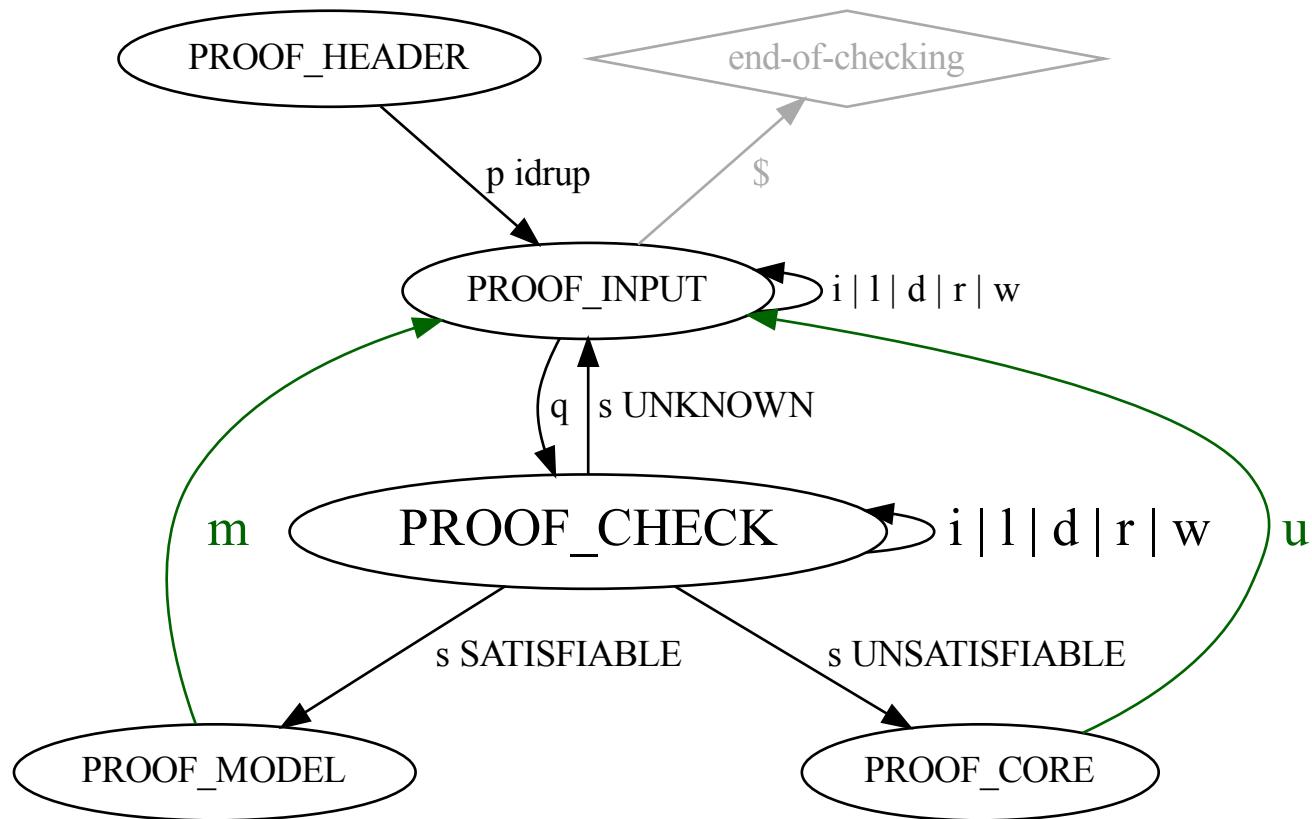 PROOF_HEADER
end-of-checking
p idrup
$
PROOF_INPUT
i | l | d | r | w
q
s UNKNOWN
PROOF_CHECK
i | l | d | r | w
m
u
s SATISFIABLE
s UNSATISFIABLE
PROOF_MODEL
PROOF_CORE